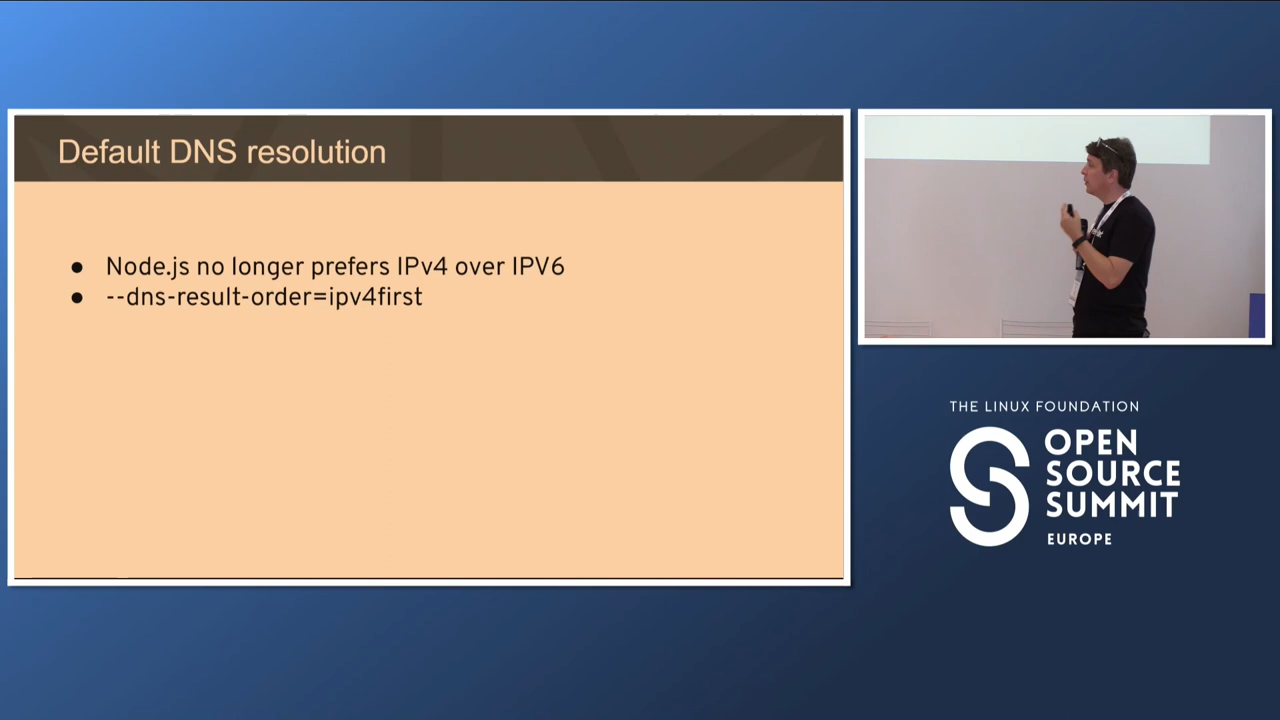 Default DNS resolution
● Node.js no longer prefers IPv4 over IPV6
● --dns-result-order=ipv4first
THE LINUX FOUNDATION
OPEN
SOURCE
SUMMIT
EUROPE